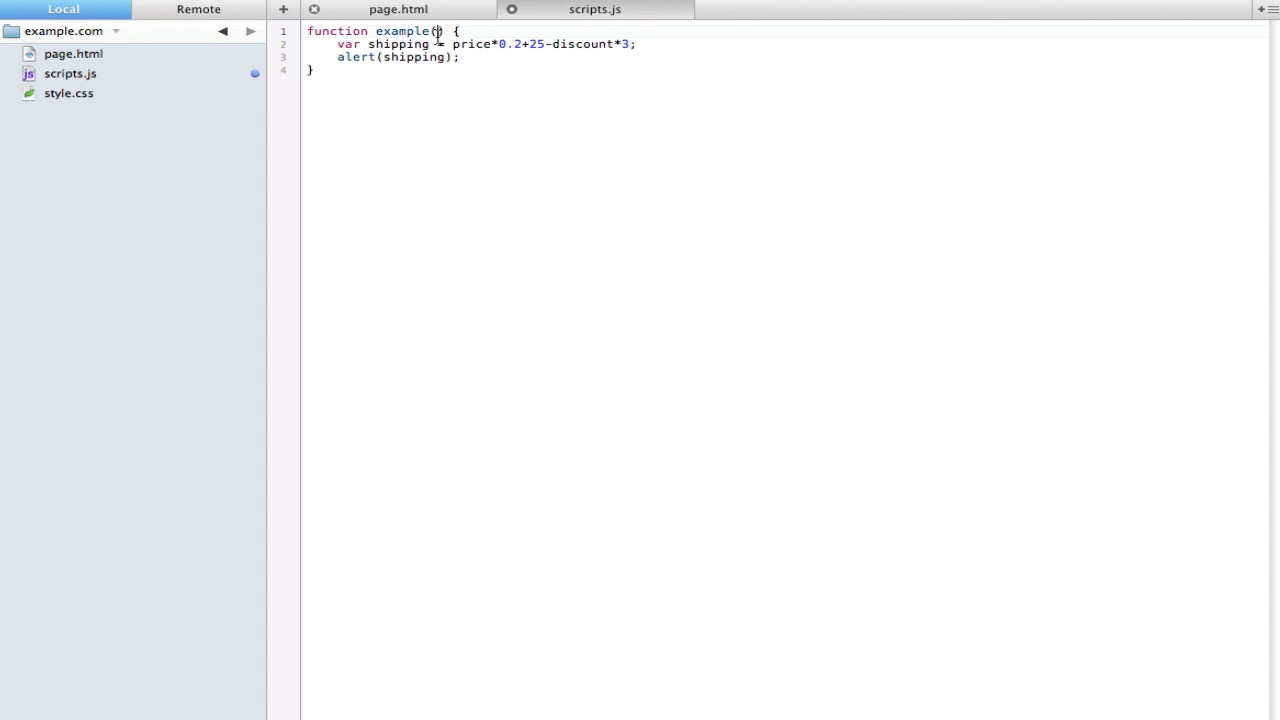 Local
Remote
page.html
scripts.js
example.com
page.html
scripts.js
style.css
1 function example() {
2 var shipping = price*0.2+25-discount*3;
3 alert(shipping);
4 }